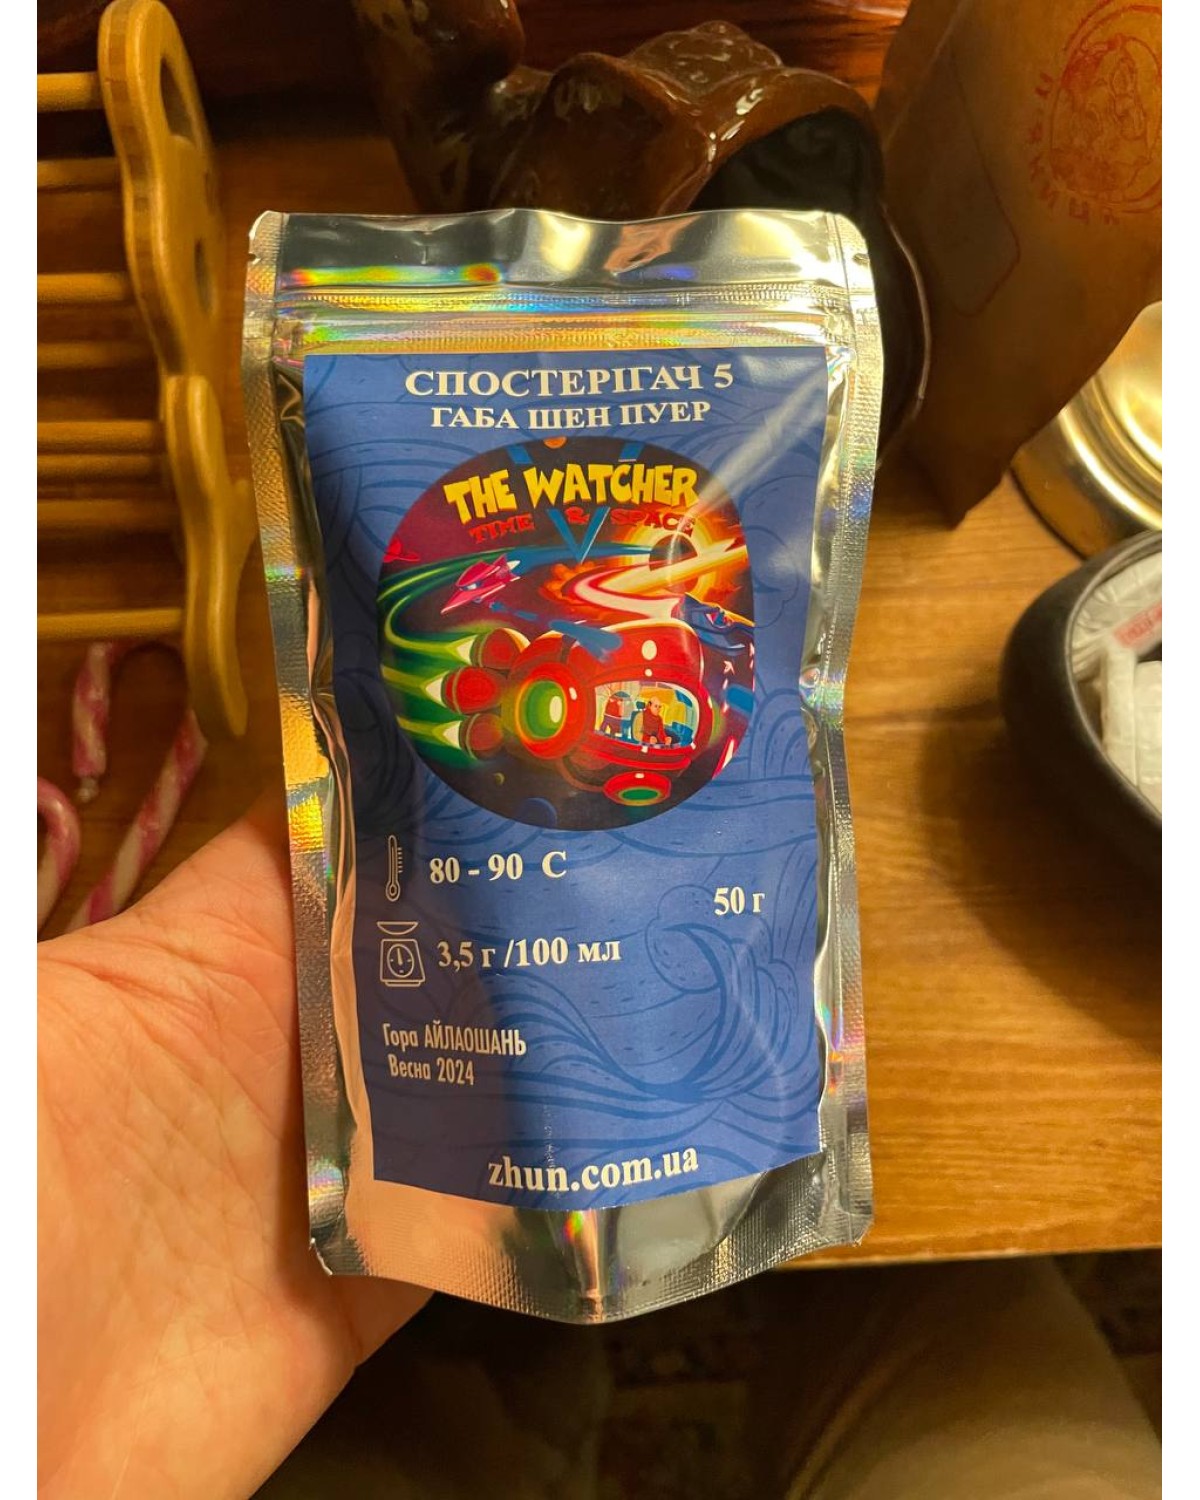 СПОСТЕРІГАЧ 5
ГАБА ШЕН ПУЕР
THE WATCHER
TIME & SPACE
80 - 90 С
50 г
3,5 г /100 мл
Гора АЙЛАОШАНЬ
Весна 2024
zhun.com.ua